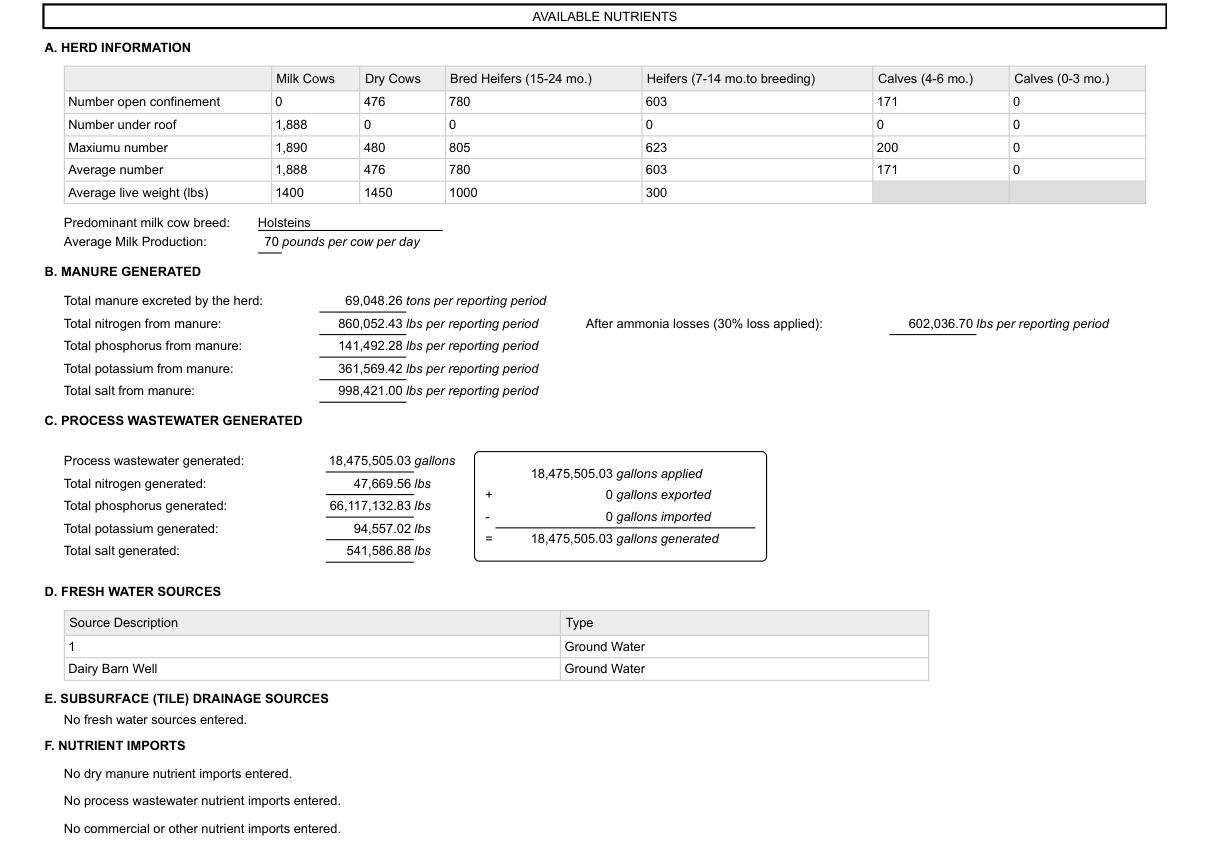 AVAILABLE NUTRIENTS
A. HERD INFORMATION
Milk Cows Dry Cows Bred Heifers (15-24 mo.) Heifers (7-14 mo.to breeding) Calves (4-6 mo.) Calves (0-3 mo.)
Number open confinement 0 476 780 603 171 0
Number under roof 1,888 0 0 0 0 0
Maxiumu number 1,890 480 805 623 200 0
Average number 1,888 476 780 603 171 0
Average live weight (lbs) 1400 1450 1000 300
Predominant milk cow breed: Holsteins
Average Milk Production: 70 pounds per cow per day
B. MANURE GENERATED
Total manure excreted by the herd: 69,048.26 tons per reporting period
Total nitrogen from manure: 860,052.43 lbs per reporting period After ammonia losses (30% loss applied): 602,036.70 lbs per reporting period
Total phosphorus from manure: 141,492.28 lbs per reporting period
Total potassium from manure: 361,569.42 lbs per reporting period
Total salt from manure: 998,421.00 lbs per reporting period
C. PROCESS WASTEWATER GENERATED
Process wastewater generated: 18,475,505.03 gallons
Total nitrogen generated: 47,669.56 lbs
Total phosphorus generated: 66,117,132.83 lbs
Total potassium generated: 94,557.02 lbs
Total salt generated: 541,586.88 lbs
18,475,505.03 gallons applied
+ 0 gallons exported
- 0 gallons imported
= 18,475,505.03 gallons generated
D. FRESH WATER SOURCES
Source Description Type
1 Ground Water
Dairy Barn Well Ground Water
E. SUBSURFACE (TILE) DRAINAGE SOURCES
No fresh water sources entered.
F. NUTRIENT IMPORTS
No dry manure nutrient imports entered.
No process wastewater nutrient imports entered.
No commercial or other nutrient imports entered.